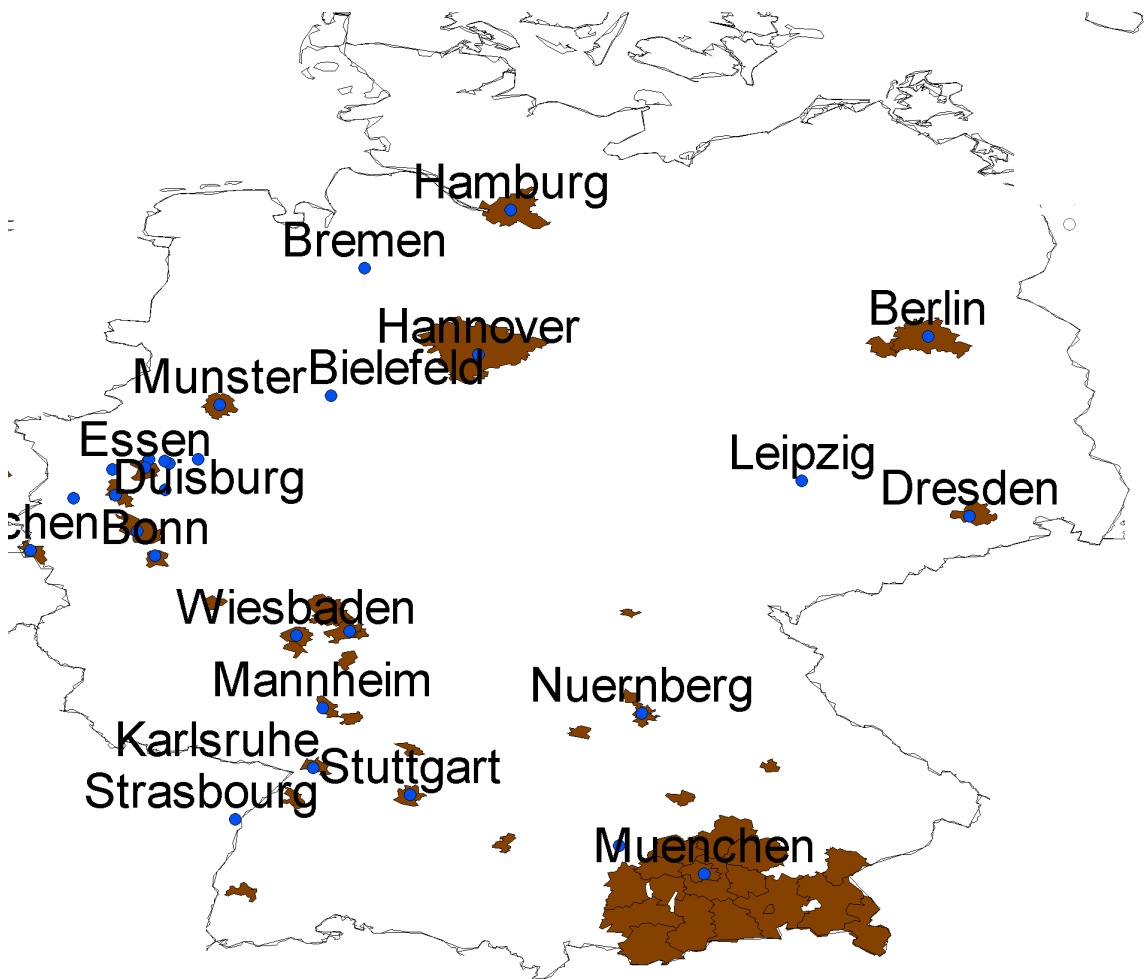 Hamburg
Bremen
Berlin
Hannover
Bielefeld
Munster
Essen
Leipzig
Duisburg
Dresden
chen
Bonn
Wiesbaden
Mannheim
Nuernberg
Karlsruhe
Stuttgart
Strasbourg
Muenchen